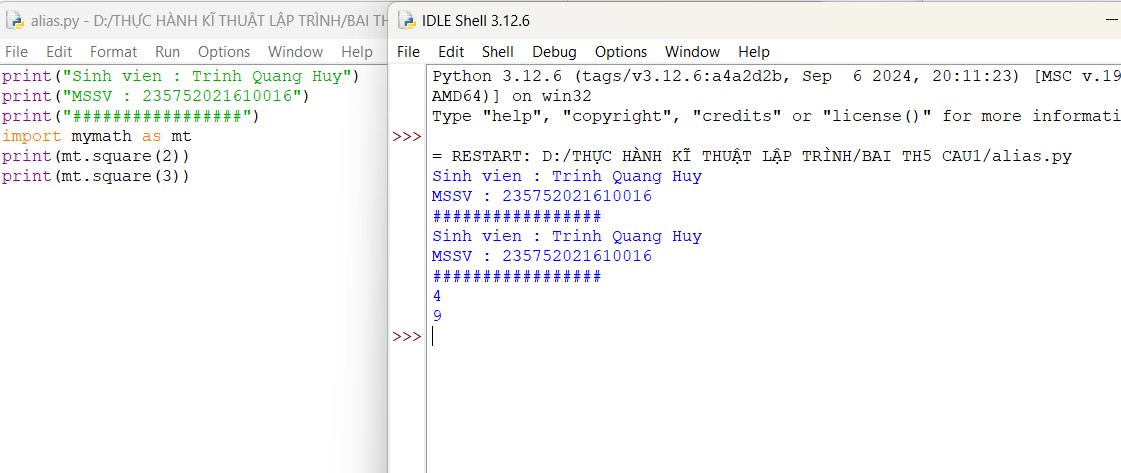 alias.py - D:/THỰC HÀNH KĨ THUẬT LẬP TRÌNH/BAI TH
File Edit Format Run Options Window Help
print("Sinh vien : Trinh Quang Huy")
print("MSSV : 235752021610016")
print("#################")
import mymath as mt
print(mt.square(2))
print(mt.square(3))
IDLE Shell 3.12.6
File Edit Shell Debug Options Window Help
Python 3.12.6 (tags/v3.12.6:a4a2d2b, Sep 6 2024, 20:11:23) [MSC v.19
AMD64)] on win32
Type "help", "copyright", "credits" or "license()" for more informati
>>>
= RESTART: D:/THỰC HÀNH KĨ THUẬT LẬP TRÌNH/BAI TH5 CAU1/alias.py
Sinh vien : Trinh Quang Huy
MSSV : 235752021610016
#################
Sinh vien : Trinh Quang Huy
MSSV : 235752021610016
#################
4
9
>>>